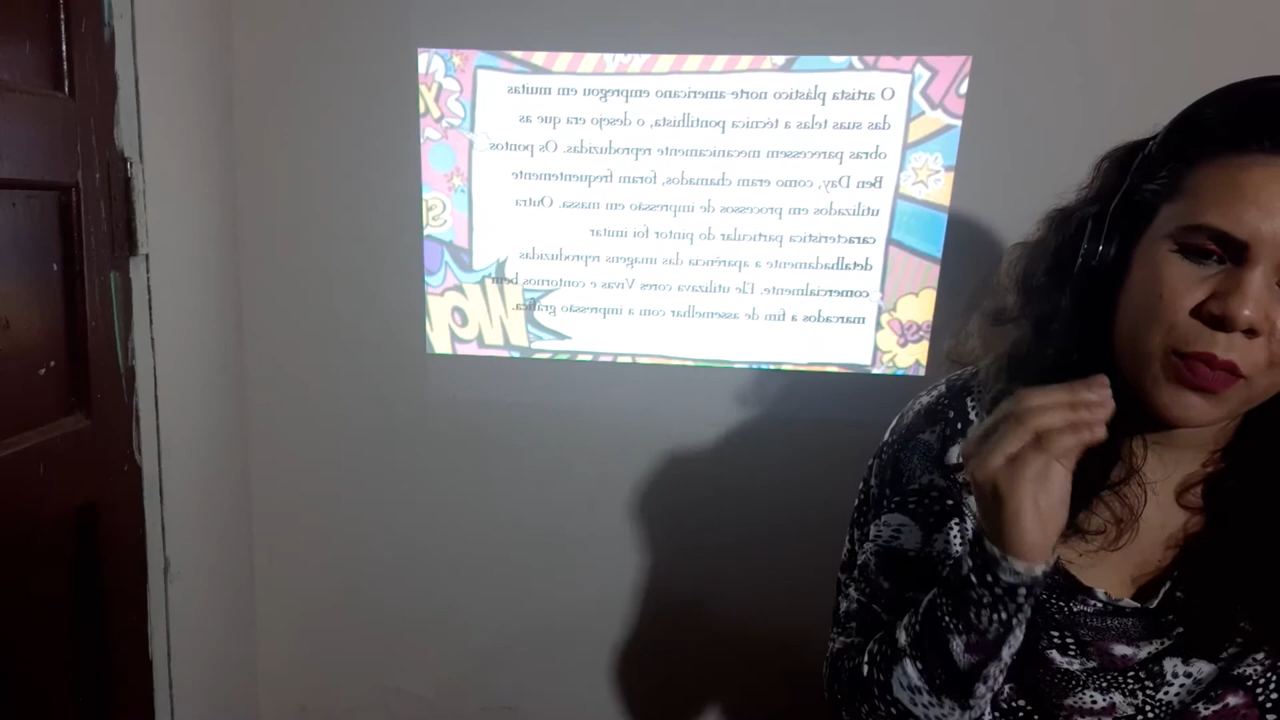 O artista plástico norte-americano empregou em muitas
das suas telas a técnica pontilhista, o desejo era que as
obras parecessem mecanicamente reproduzidas. Os pontos
Ben Day, como eram chamados, foram frequentemente
utilizados em processos de impressão em massa. Outra
característica particular do pintor foi imitar
detalhadamente a aparência das imagens reproduzidas
comercialmente. Ele utilizava cores Vivas e contornos bem
marcados a fim de assemelhar com a impressão gráfica.
WOW